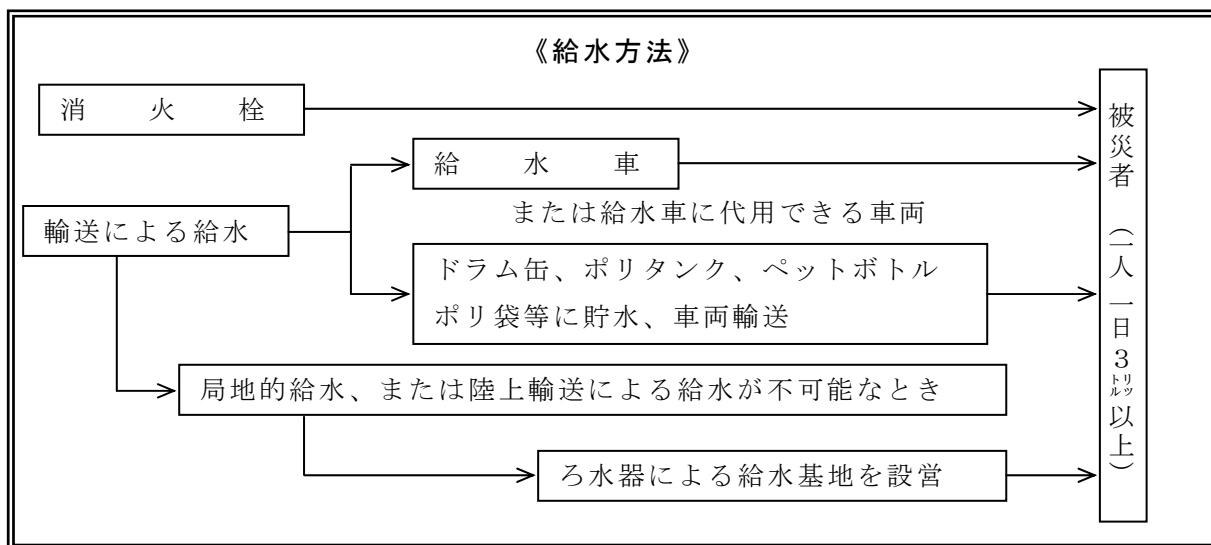 《給水方法》
消火栓
給水車
または給水車に代用できる車両
輸送による給水
ドラム缶、ポリタンク、ペットボトル
ポリ袋等に貯水、車両輸送
局地的給水、または陸上輸送による給水が不可能なとき
ろ水器による給水基地を設営
被災者（一人一日３リットル以上）